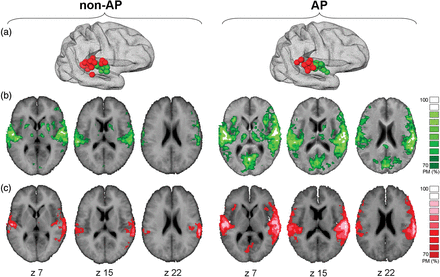 non-AP
AP
(a)
(b)
100
70
PM (%)
(c)
100
70
PM (%)
z 7
z 15
z 22
z 7
z 15
z 22